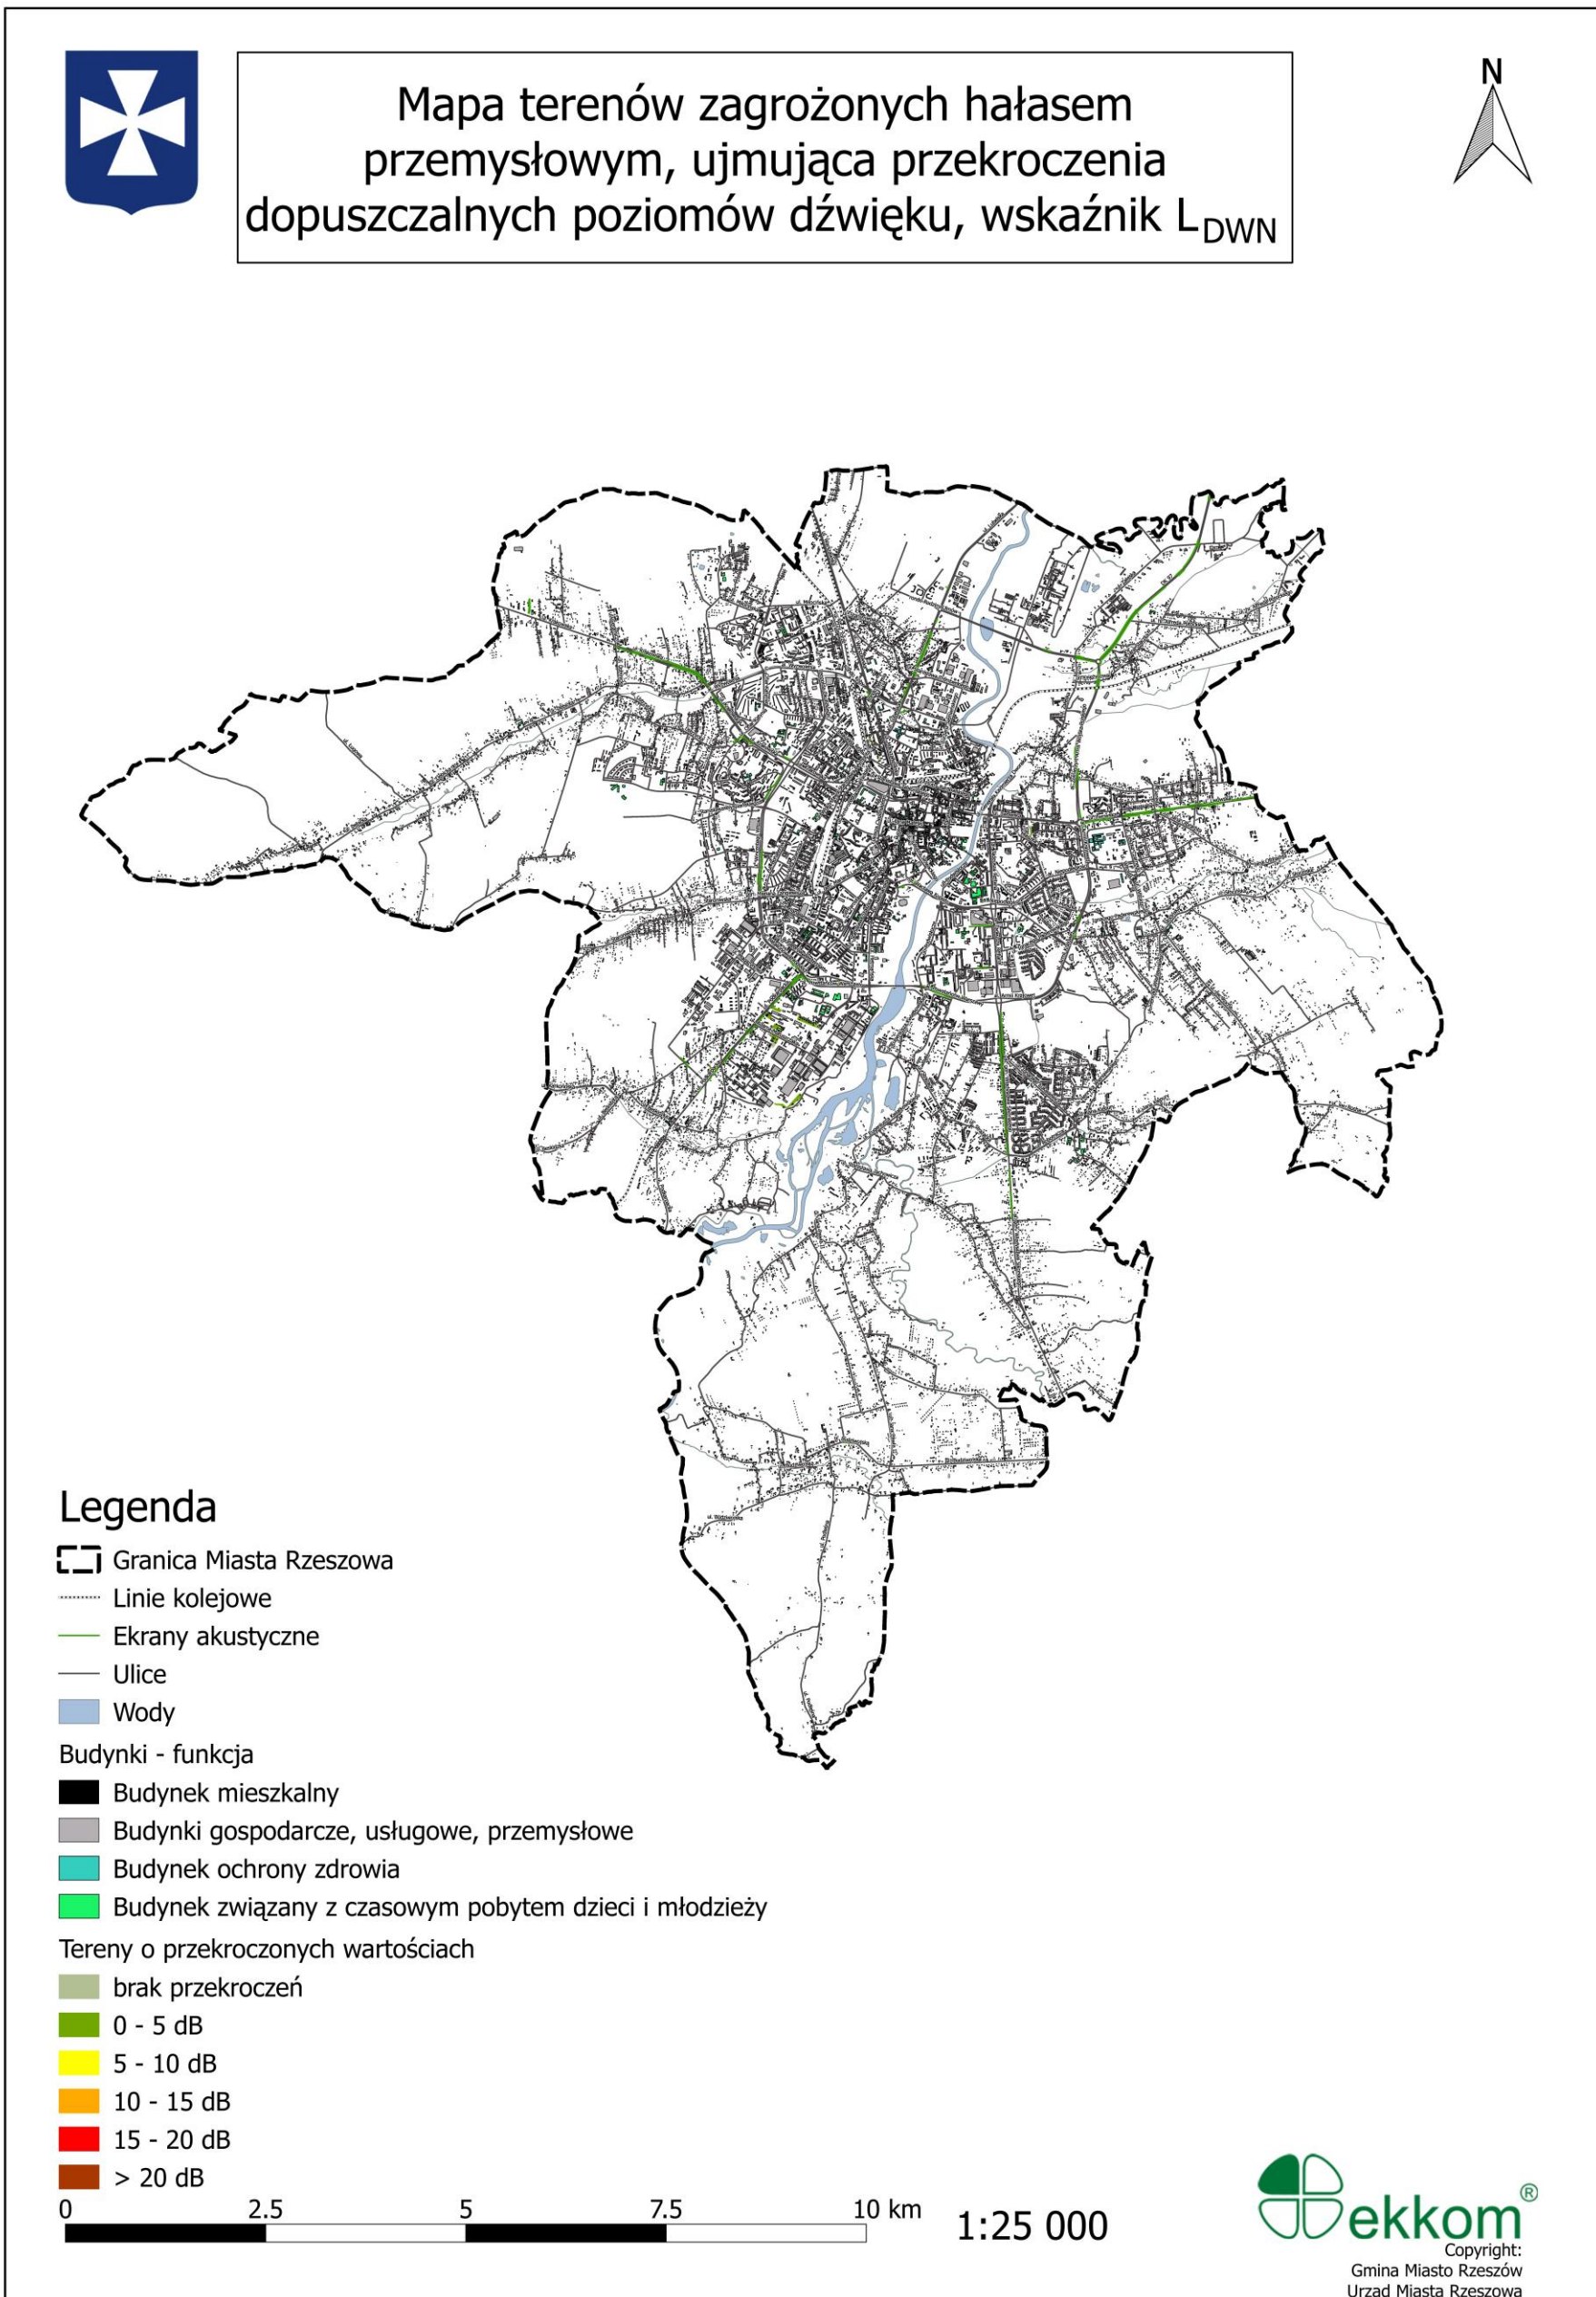 Mapa terenów zagrożonych hałasem
przemysłowym, ujmująca przekroczenia
dopuszczalnych poziomów dźwięku, wskaźnik LDWN
N
Legenda
Granica Miasta Rzeszowa
Linie kolejowe
Ekrany akustyczne
Ulice
Wody
Budynki - funkcja
Budynek mieszkalny
Budynki gospodarcze, usługowe, przemysłowe
Budynek ochrony zdrowia
Budynek związany z czasowym pobytem dzieci i młodzieży
Tereny o przekroczonych wartościach
brak przekroczeń
0 - 5 dB
5 - 10 dB
10 - 15 dB
15 - 20 dB
> 20 dB
0 2.5 5 7.5 10 km
1:25 000
ekkom®
Copyright:
Gmina Miasto Rzeszów
Urząd Miasta Rzeszowa